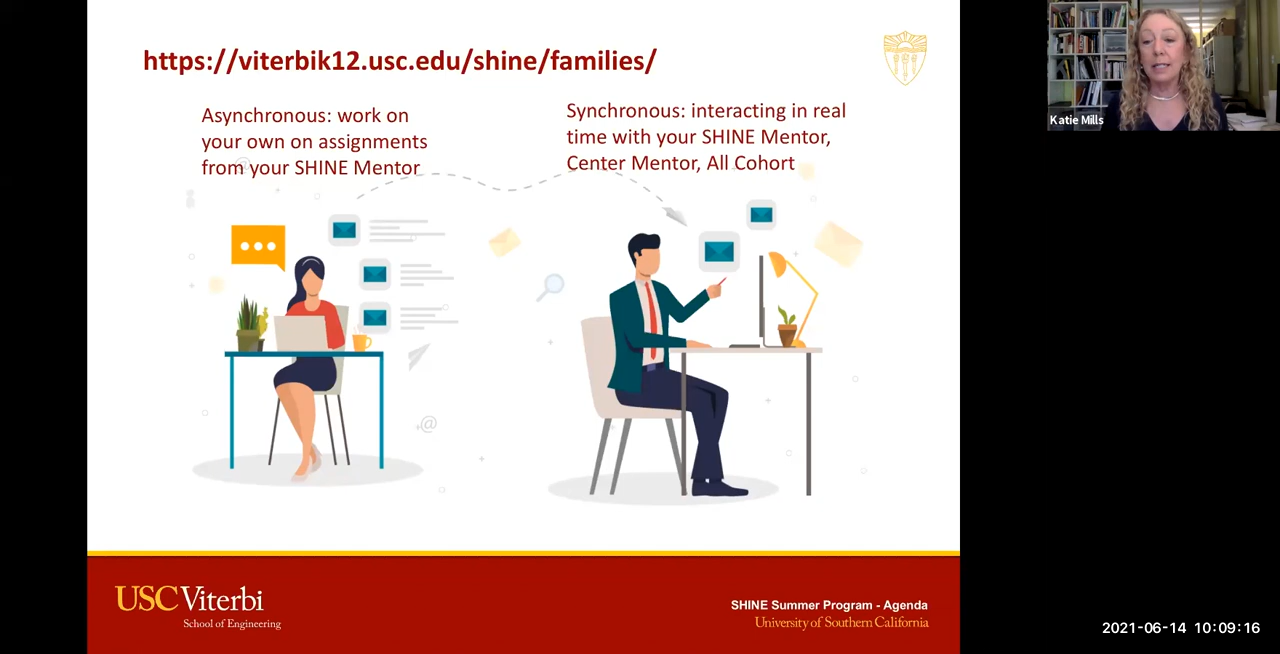 https://viterbik12.usc.edu/shine/families/
Asynchronous: work on
your own on assignments
from your SHINE Mentor
Synchronous: interacting in real
time with your SHINE Mentor,
Center Mentor, All Cohort
@
@
USC Viterbi
School of Engineering
SHINE Summer Program - Agenda
University of Southern California
Katie Mills
2021-06-14 10:09:16